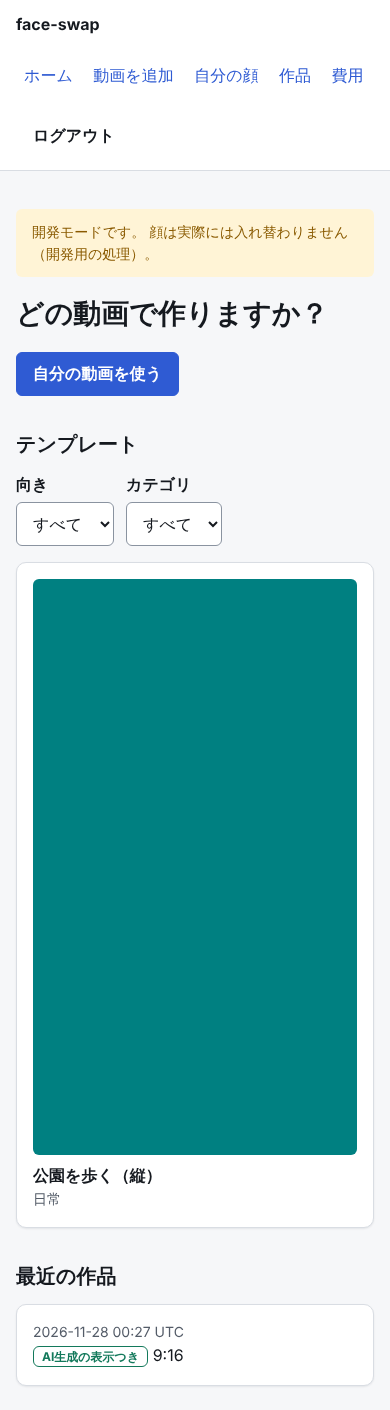 face-swap
ホーム 動画を追加 自分の顔 作品 費用
ログアウト
開発モードです。 顔は実際には入れ替わりません
（開発用の処理）。
どの動画で作りますか？
自分の動画を使う
テンプレート
向き カテゴリ
すべて すべて
公園を歩く（縦）
日常
最近の作品
2026-11-28 00:27 UTC
AI生成の表示つき 9:16